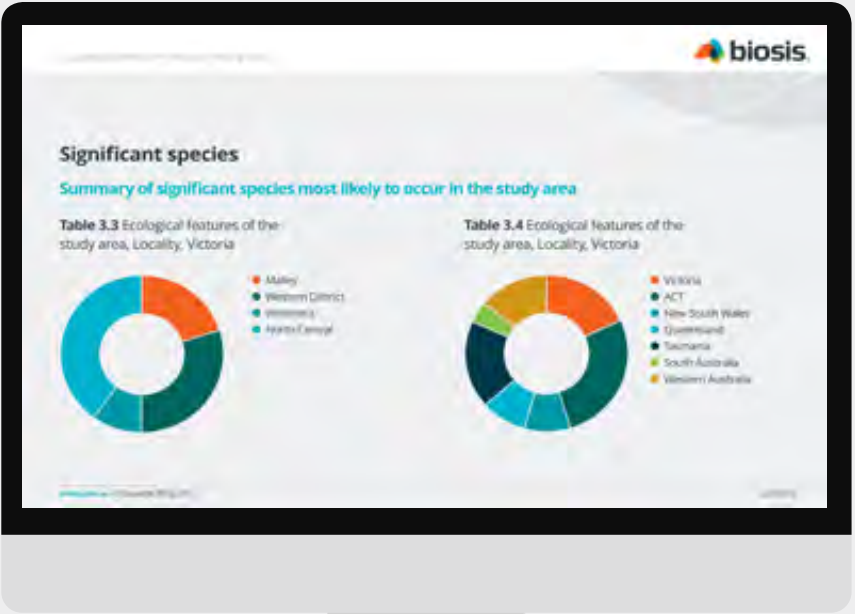 biosis.
Significant species
Summary of significant species most likely to occur in the study area
Table 3.3 Ecological features of the
study area, Locality, Victoria
Malley
Western District
North Central
Table 3.4 Ecological features of the
study area, Locality, Victoria
Victoria
ACT
New South Wales
Queensland
Tasmania
South Australia
Western Australia